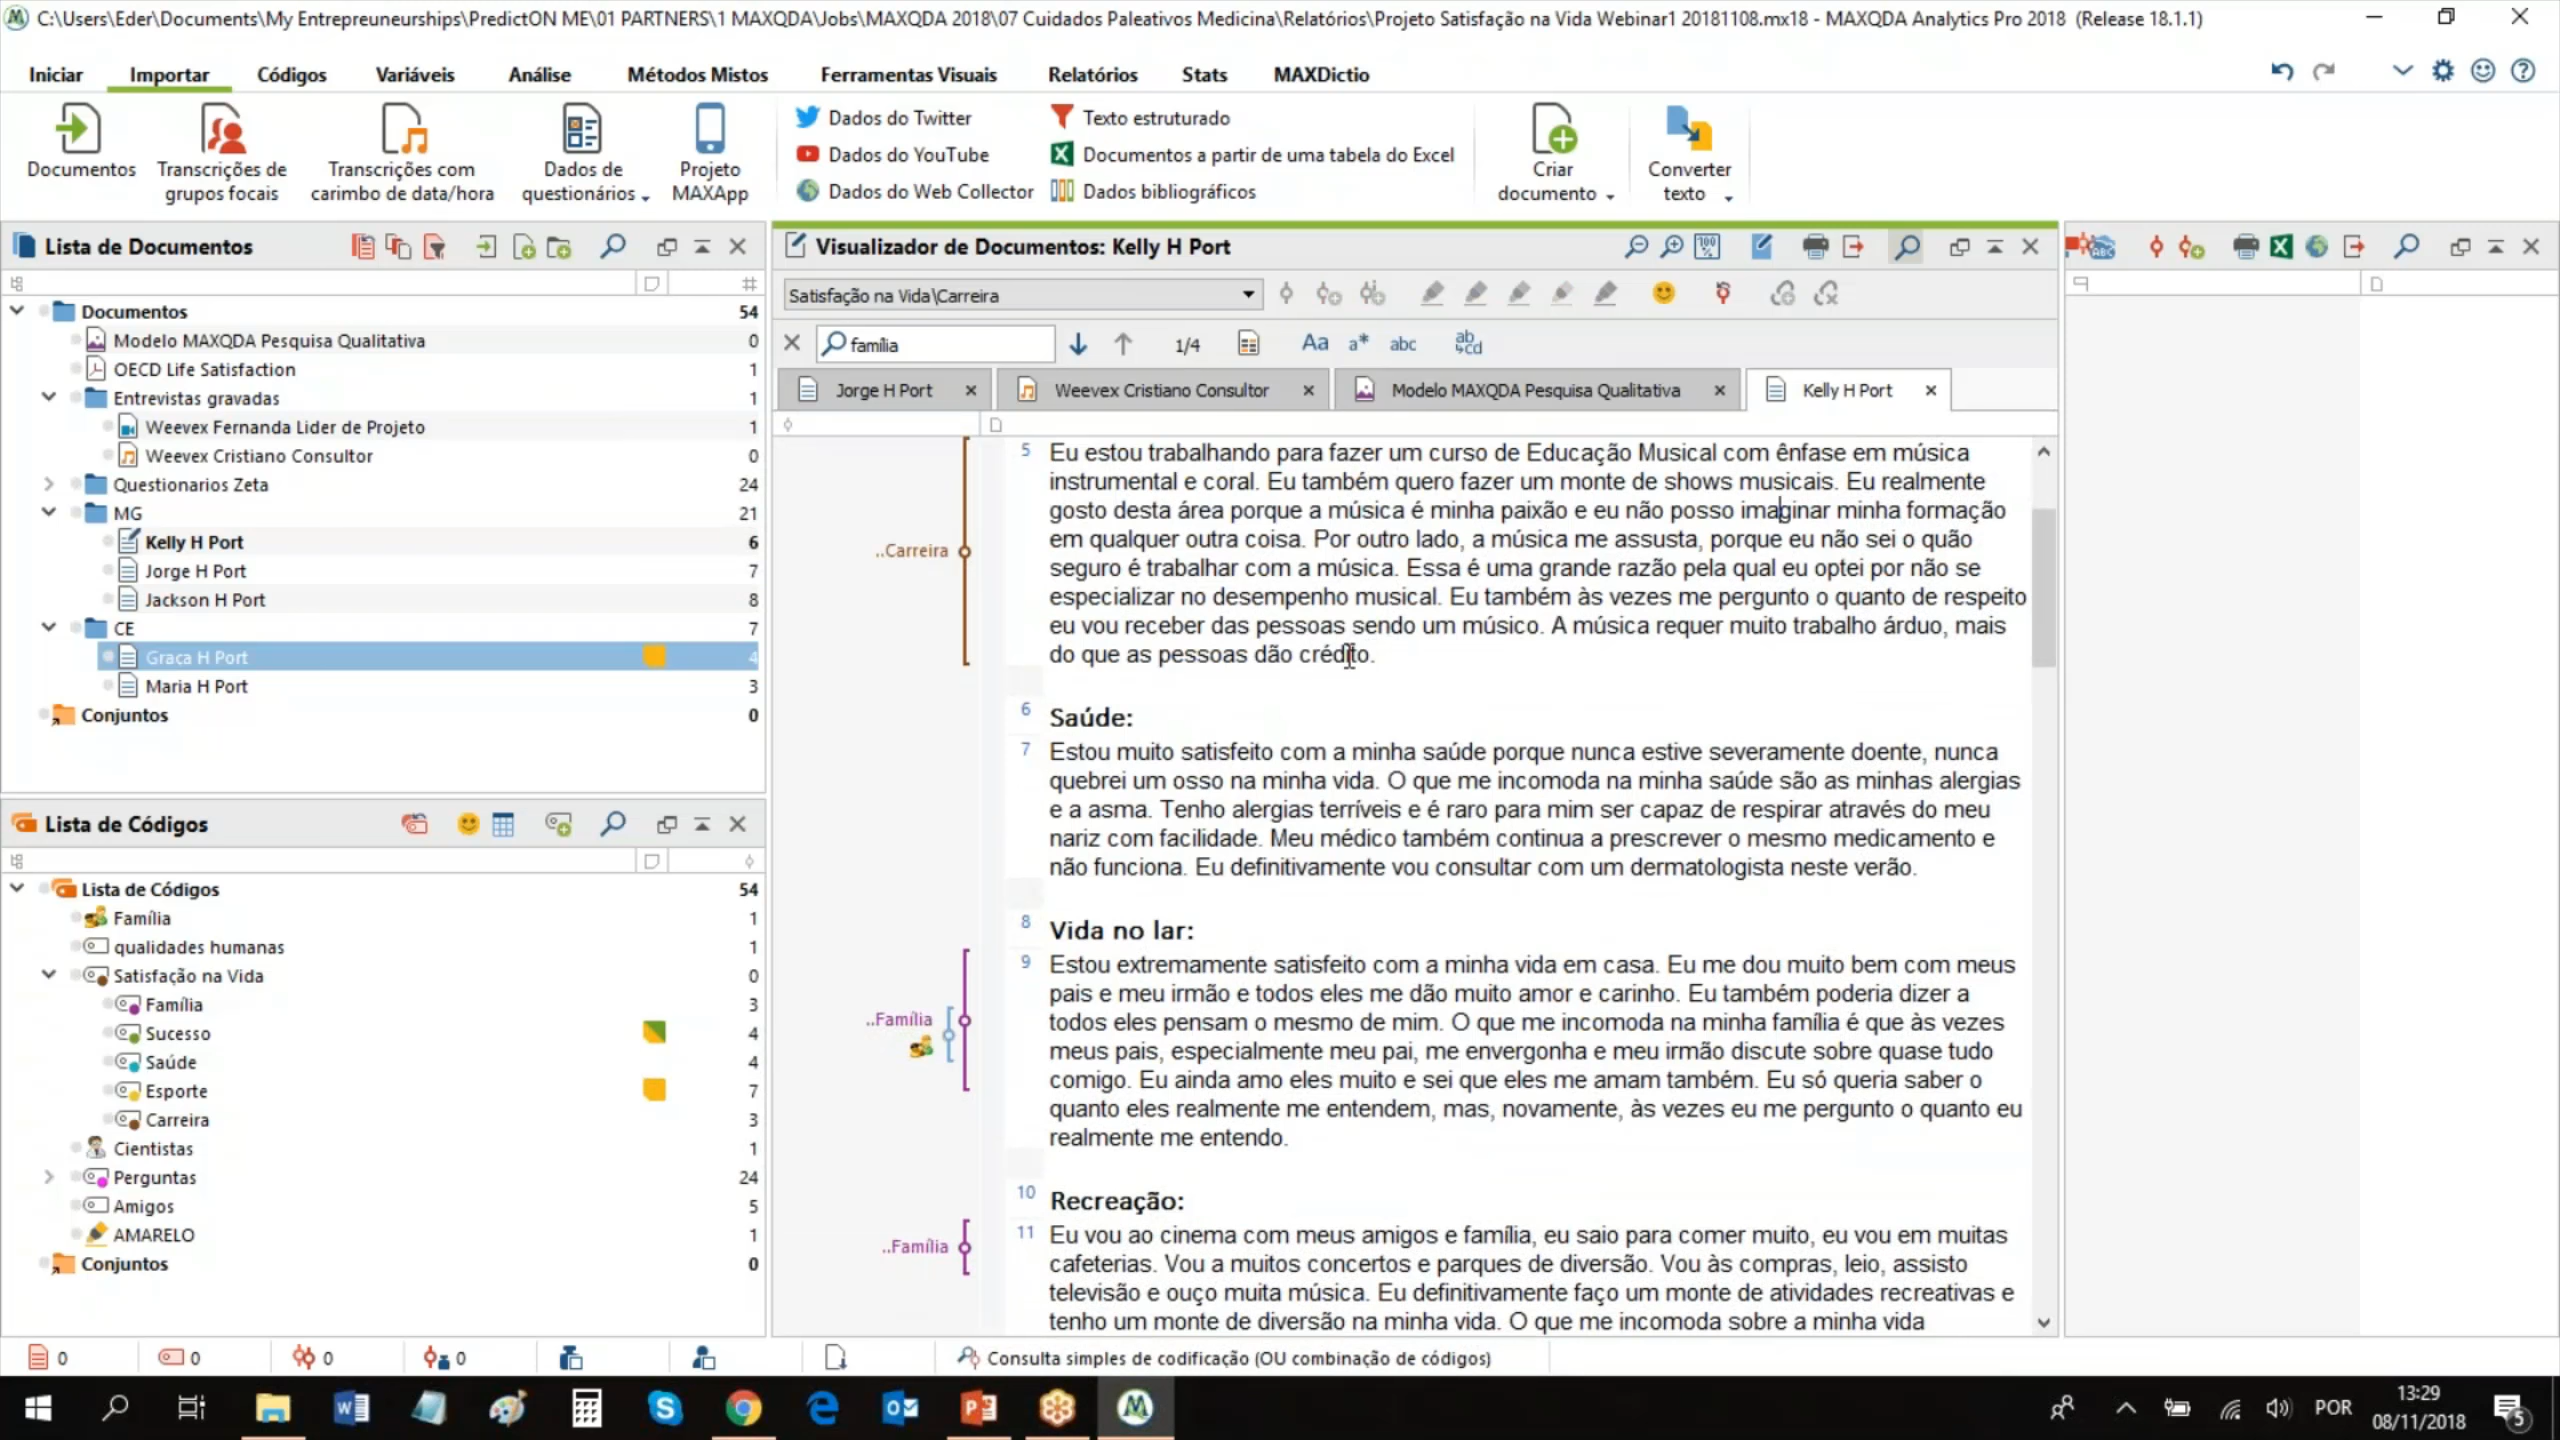 C:\Users\Eder\Documents\My Entrepreuneurships\PredictON ME\01 PARTNERS\1 MAXQDA\Jobs\MAXQDA 2018\07 Cuidados Paleativos Medicina\Relatórios\Projeto Satisfação na Vida Webinar1 20181108.mx18 - MAXQDA Analytics Pro 2018 (Release 18.1.1)
Iniciar Importar Códigos Variáveis Análise Métodos Mistos Ferramentas Visuais Relatórios Stats MAXDictio
Documentos
Transcrições de
grupos focais
Transcrições com
carimbo de data/hora
Dados de
questionários
Projeto
MAXApp
Dados do Twitter
Dados do YouTube
Dados do Web Collector
Texto estruturado
Documentos a partir de uma tabela do Excel
Dados bibliográficos
Criar
documento
Converter
texto
Lista de Documentos
#
Documentos 54
Modelo MAXQDA Pesquisa Qualitativa 0
OECD Life Satisfaction 1
Entrevistas gravadas 1
Weevex Fernanda Lider de Projeto 1
Weevex Cristiano Consultor 0
Questionarios Zeta 24
MG 21
Kelly H Port 6
Jorge H Port 7
Jackson H Port 8
CE 7
Graca H Port 4
Maria H Port 3
Conjuntos 0
Lista de Códigos
Lista de Códigos 54
Família 1
qualidades humanas 1
Satisfação na Vida 0
Família 3
Sucesso 4
Saúde 4
Esporte 7
Carreira 3
Cientistas 1
Perguntas 24
Amigos 5
AMARELO 1
Conjuntos 0
Visualizador de Documentos: Kelly H Port
100 %
Satisfação na Vida\Carreira
família 1/4 Aa a* abc ab cd
Jorge H Port Weevex Cristiano Consultor Modelo MAXQDA Pesquisa Qualitativa Kelly H Port
..Carreira
5 Eu estou trabalhando para fazer um curso de Educação Musical com ênfase em música
instrumental e coral. Eu também quero fazer um monte de shows musicais. Eu realmente
gosto desta área porque a música é minha paixão e eu não posso imaginar minha formação
em qualquer outra coisa. Por outro lado, a música me assusta, porque eu não sei o quão
seguro é trabalhar com a música. Essa é uma grande razão pela qual eu optei por não se
especializar no desempenho musical. Eu também às vezes me pergunto o quanto de respeito
eu vou receber das pessoas sendo um músico. A música requer muito trabalho árduo, mais
do que as pessoas dão crédito.
6 Saúde:
7 Estou muito satisfeito com a minha saúde porque nunca estive severamente doente, nunca
quebrei um osso na minha vida. O que me incomoda na minha saúde são as minhas alergias
e a asma. Tenho alergias terríveis e é raro para mim ser capaz de respirar através do meu
nariz com facilidade. Meu médico também continua a prescrever o mesmo medicamento e
não funciona. Eu definitivamente vou consultar com um dermatologista neste verão.
8 Vida no lar:
..Família
9 Estou extremamente satisfeito com a minha vida em casa. Eu me dou muito bem com meus
pais e meu irmão e todos eles me dão muito amor e carinho. Eu também poderia dizer a
todos eles pensam o mesmo de mim. O que me incomoda na minha família é que às vezes
meus pais, especialmente meu pai, me envergonha e meu irmão discute sobre quase tudo
comigo. Eu ainda amo eles muito e sei que eles me amam também. Eu só queria saber o
quanto eles realmente me entendem, mas, novamente, às vezes eu me pergunto o quanto eu
realmente me entendo.
10 Recreação:
..Família
11 Eu vou ao cinema com meus amigos e família, eu saio para comer muito, eu vou em muitas
cafeterias. Vou a muitos concertos e parques de diversão. Vou às compras, leio, assisto
televisão e ouço muita música. Eu definitivamente faço um monte de atividades recreativas e
tenho um monte de diversão na minha vida. O que me incomoda sobre a minha vida
0 0 0 0 Consulta simples de codificação (OU combinação de códigos)
POR
13:29
08/11/2018
5